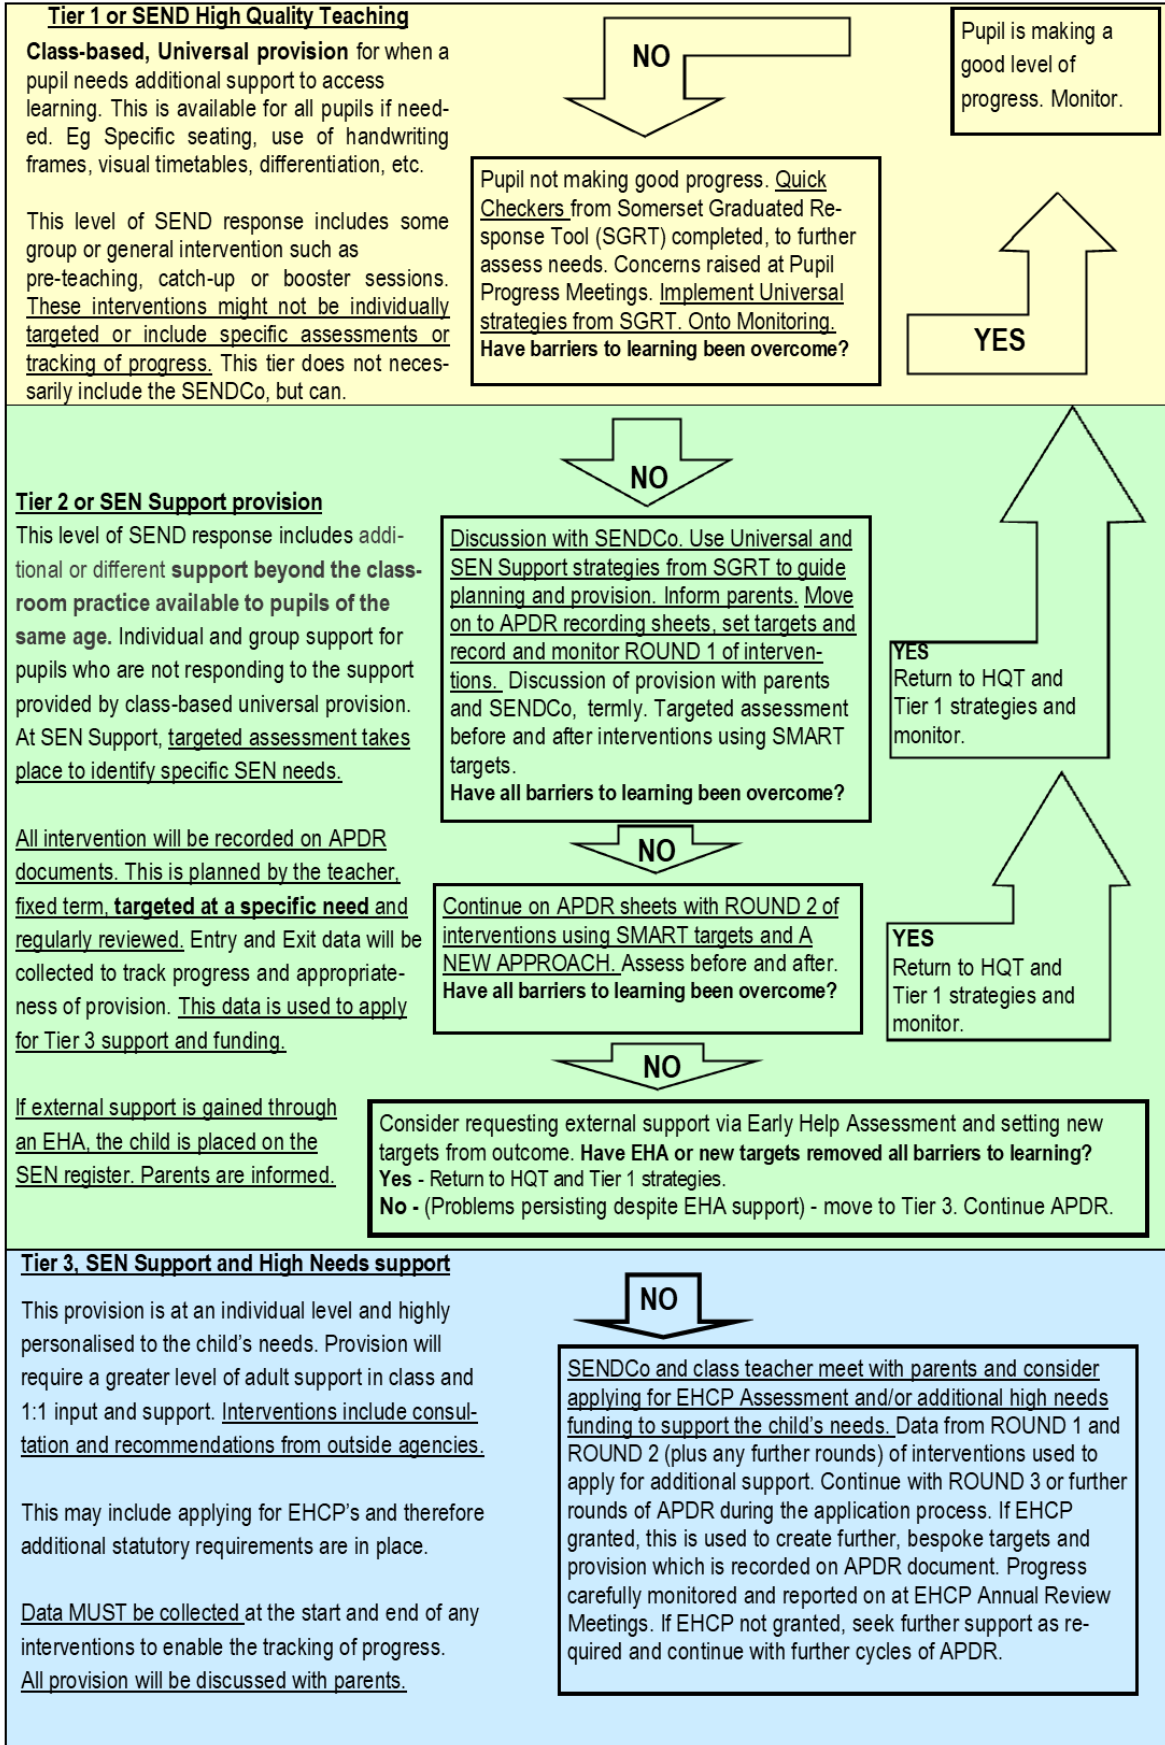 Tier 1 or SEND High Quality Teaching
Class-based, Universal provision for when a
pupil needs additional support to access
learning. This is available for all pupils if need-
ed. Eg Specific seating, use of handwriting
frames, visual timetables, differentiation, etc.
This level of SEND response includes some
group or general intervention such as
pre-teaching, catch-up or booster sessions.
These interventions might not be individually
targeted or include specific assessments or
tracking of progress. This tier does not neces-
sarily include the SENDCo, but can.
NO
Pupil is making a
good level of
progress. Monitor.
Pupil not making good progress. Quick
Checkers from Somerset Graduated Re-
sponse Tool (SGRT) completed, to further
assess needs. Concerns raised at Pupil
Progress Meetings. Implement Universal
strategies from SGRT. Onto Monitoring.
Have barriers to learning been overcome?
YES
NO
Tier 2 or SEN Support provision
This level of SEND response includes addi-
tional or different support beyond the class-
room practice available to pupils of the
same age. Individual and group support for
pupils who are not responding to the support
provided by class-based universal provision.
At SEN Support, targeted assessment takes
place to identify specific SEN needs.
All intervention will be recorded on APDR
documents. This is planned by the teacher,
fixed term, targeted at a specific need and
regularly reviewed. Entry and Exit data will be
collected to track progress and appropriate-
ness of provision. This data is used to apply
for Tier 3 support and funding.
If external support is gained through
an EHA, the child is placed on the
SEN register. Parents are informed.
Discussion with SENDCo. Use Universal and
SEN Support strategies from SGRT to guide
planning and provision. Inform parents. Move
on to APDR recording sheets, set targets and
record and monitor ROUND 1 of interven-
tions. Discussion of provision with parents
and SENDCo, termly. Targeted assessment
before and after interventions using SMART
targets.
Have all barriers to learning been overcome?
YES
Return to HQT and
Tier 1 strategies and
monitor.
NO
Continue on APDR sheets with ROUND 2 of
interventions using SMART targets and A
NEW APPROACH. Assess before and after.
Have all barriers to learning been overcome?
YES
Return to HQT and
Tier 1 strategies and
monitor.
NO
Consider requesting external support via Early Help Assessment and setting new
targets from outcome. Have EHA or new targets removed all barriers to learning?
Yes - Return to HQT and Tier 1 strategies.
No - (Problems persisting despite EHA support) - move to Tier 3. Continue APDR.
Tier 3, SEN Support and High Needs support
This provision is at an individual level and highly
personalised to the child's needs. Provision will
require a greater level of adult support in class and
1:1 input and support. Interventions include consul-
tation and recommendations from outside agencies.
This may include applying for EHCP's and therefore
additional statutory requirements are in place.
Data MUST be collected at the start and end of any
interventions to enable the tracking of progress.
All provision will be discussed with parents.
NO
SENDCo and class teacher meet with parents and consider
applying for EHCP Assessment and/or additional high needs
funding to support the child's needs. Data from ROUND 1 and
ROUND 2 (plus any further rounds) of interventions used to
apply for additional support. Continue with ROUND 3 or further
rounds of APDR during the application process. If EHCP
granted, this is used to create further, bespoke targets and
provision which is recorded on APDR document. Progress
carefully monitored and reported on at EHCP Annual Review
Meetings. If EHCP not granted, seek further support as re-
quired and continue with further cycles of APDR.